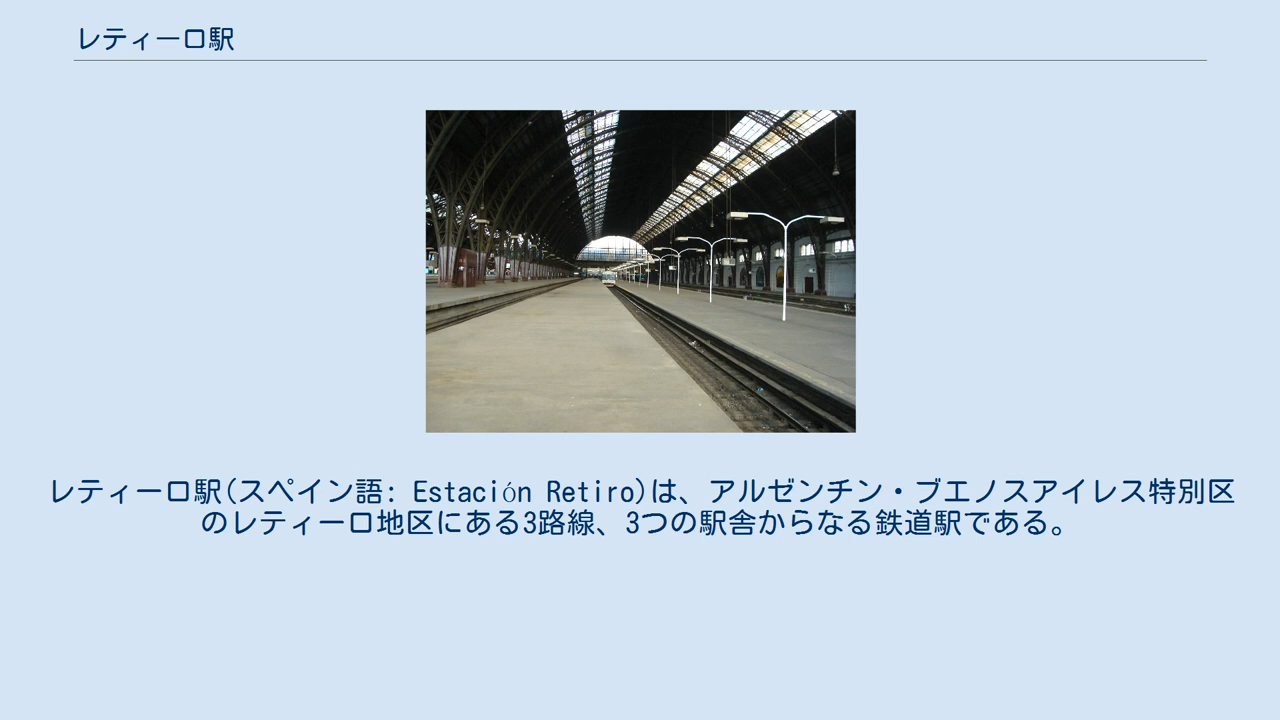 レティーロ駅
レティーロ駅(スペイン語: Estación Retiro)は、アルゼンチン・ブエノスアイレス特別区
のレティーロ地区にある3路線、3つの駅舎からなる鉄道駅である。